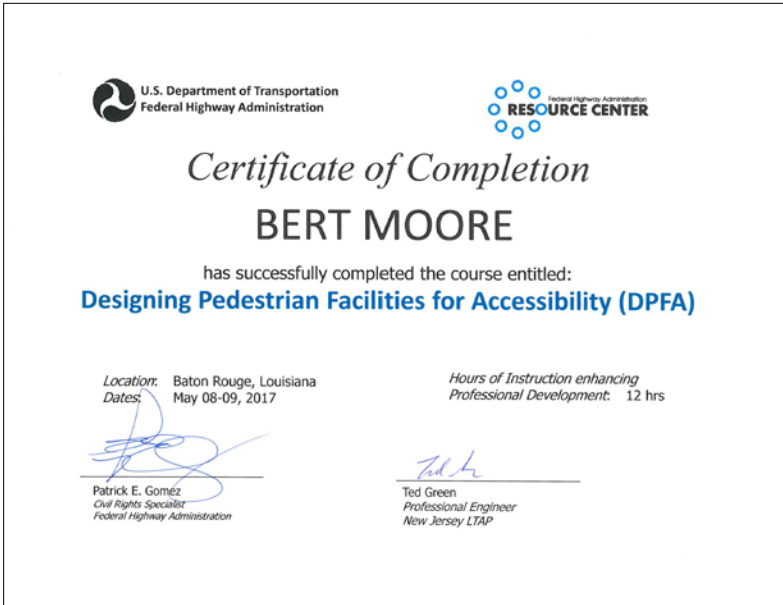 U.S. Department of Transportation
Federal Highway Administration
Federal Highway Administration
RESOURCE CENTER
Certificate of Completion
BERT MOORE
has successfully completed the course entitled:
Designing Pedestrian Facilities for Accessibility (DPFA)
Location: Baton Rouge, Louisiana
Dates: May 08-09, 2017
Hours of Instruction enhancing
Professional Development: 12 hrs
Patrick E. Gomez
Civil Rights Specialist
Federal Highway Administration
Ted Green
Professional Engineer
New Jersey LTAP